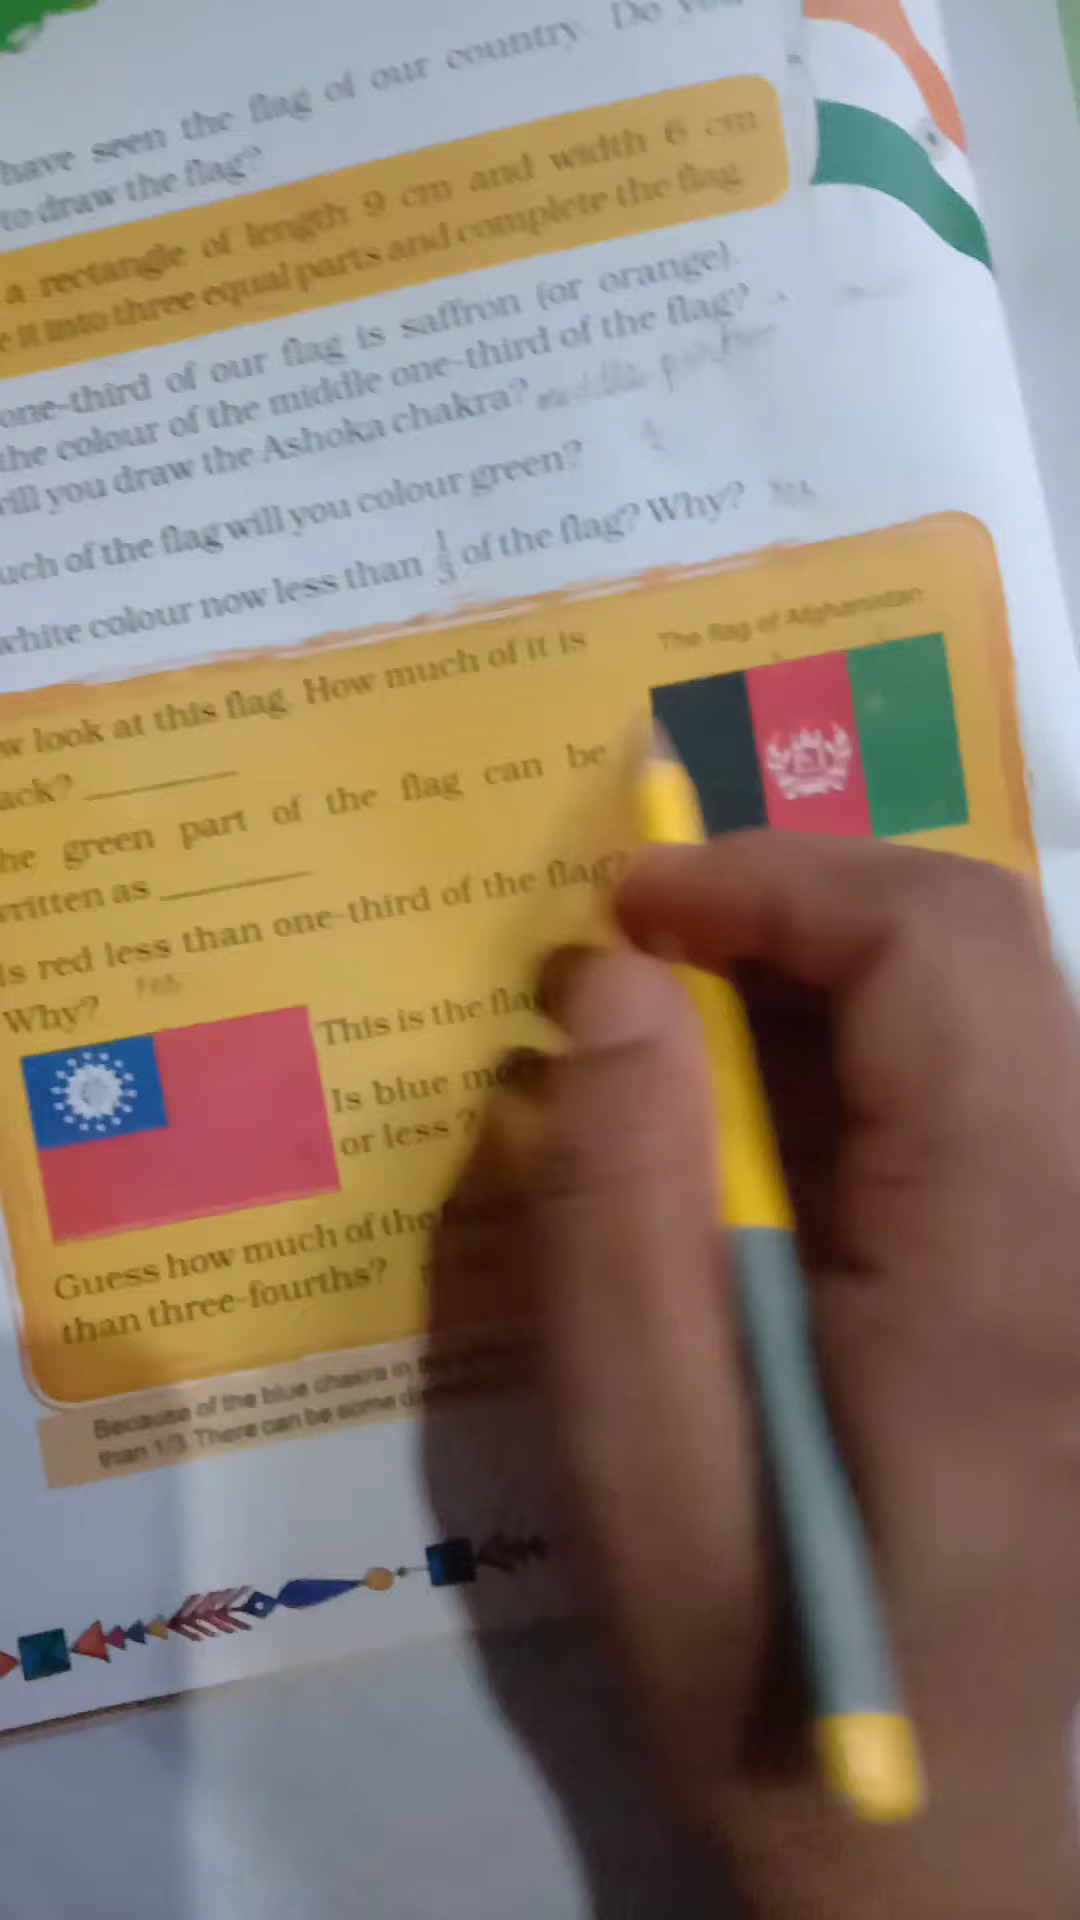 have seen the flag of our country. Do you
to draw the flag?
a rectangle of length 9 cm and width 6 cm
e it into three equal parts and complete the flag.
one-third of our flag is saffron (or orange).
the colour of the middle one-third of the flag?
will you draw the Ashoka chakra? middle
uch of the flag will you colour green?
white colour now less than 1/3 of the flag? Why? Yes
The flag of Afghanistan
w look at this flag. How much of it is
ack?
he green part of the flag can be
written as
Is red less than one-third of the flag?
Why?
This is the flag
Is blue more
or less ?
Guess how much of the
than three-fourths?
Because of the blue chakra in
than 1/3. There can be some